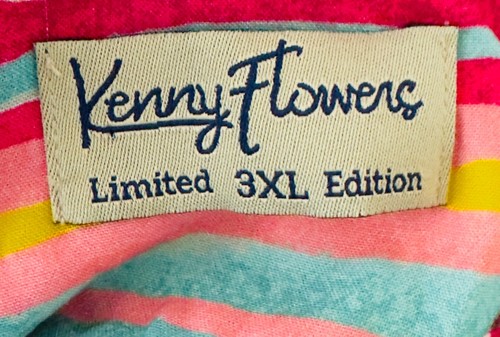 Kenny Flowers
Limited 3XL Edition